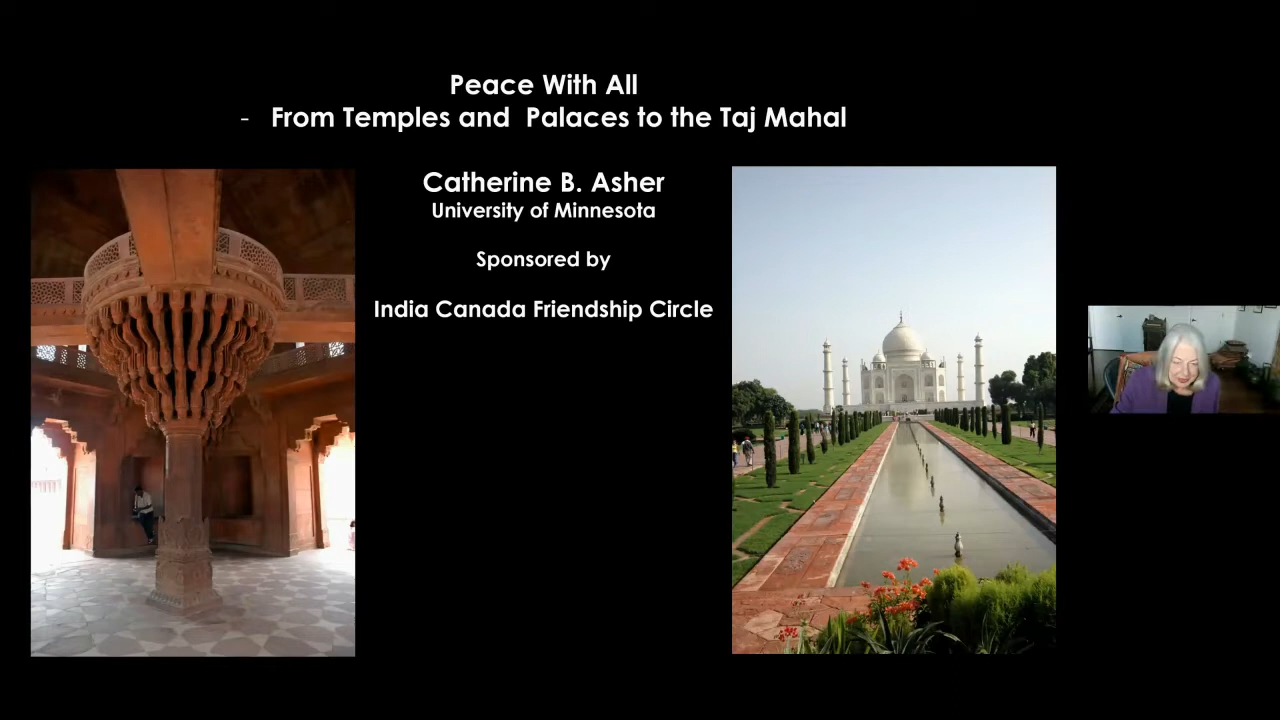 Peace With All
- From Temples and  Palaces to the Taj Mahal
Catherine B. Asher
University of Minnesota
Sponsored by
India Canada Friendship Circle